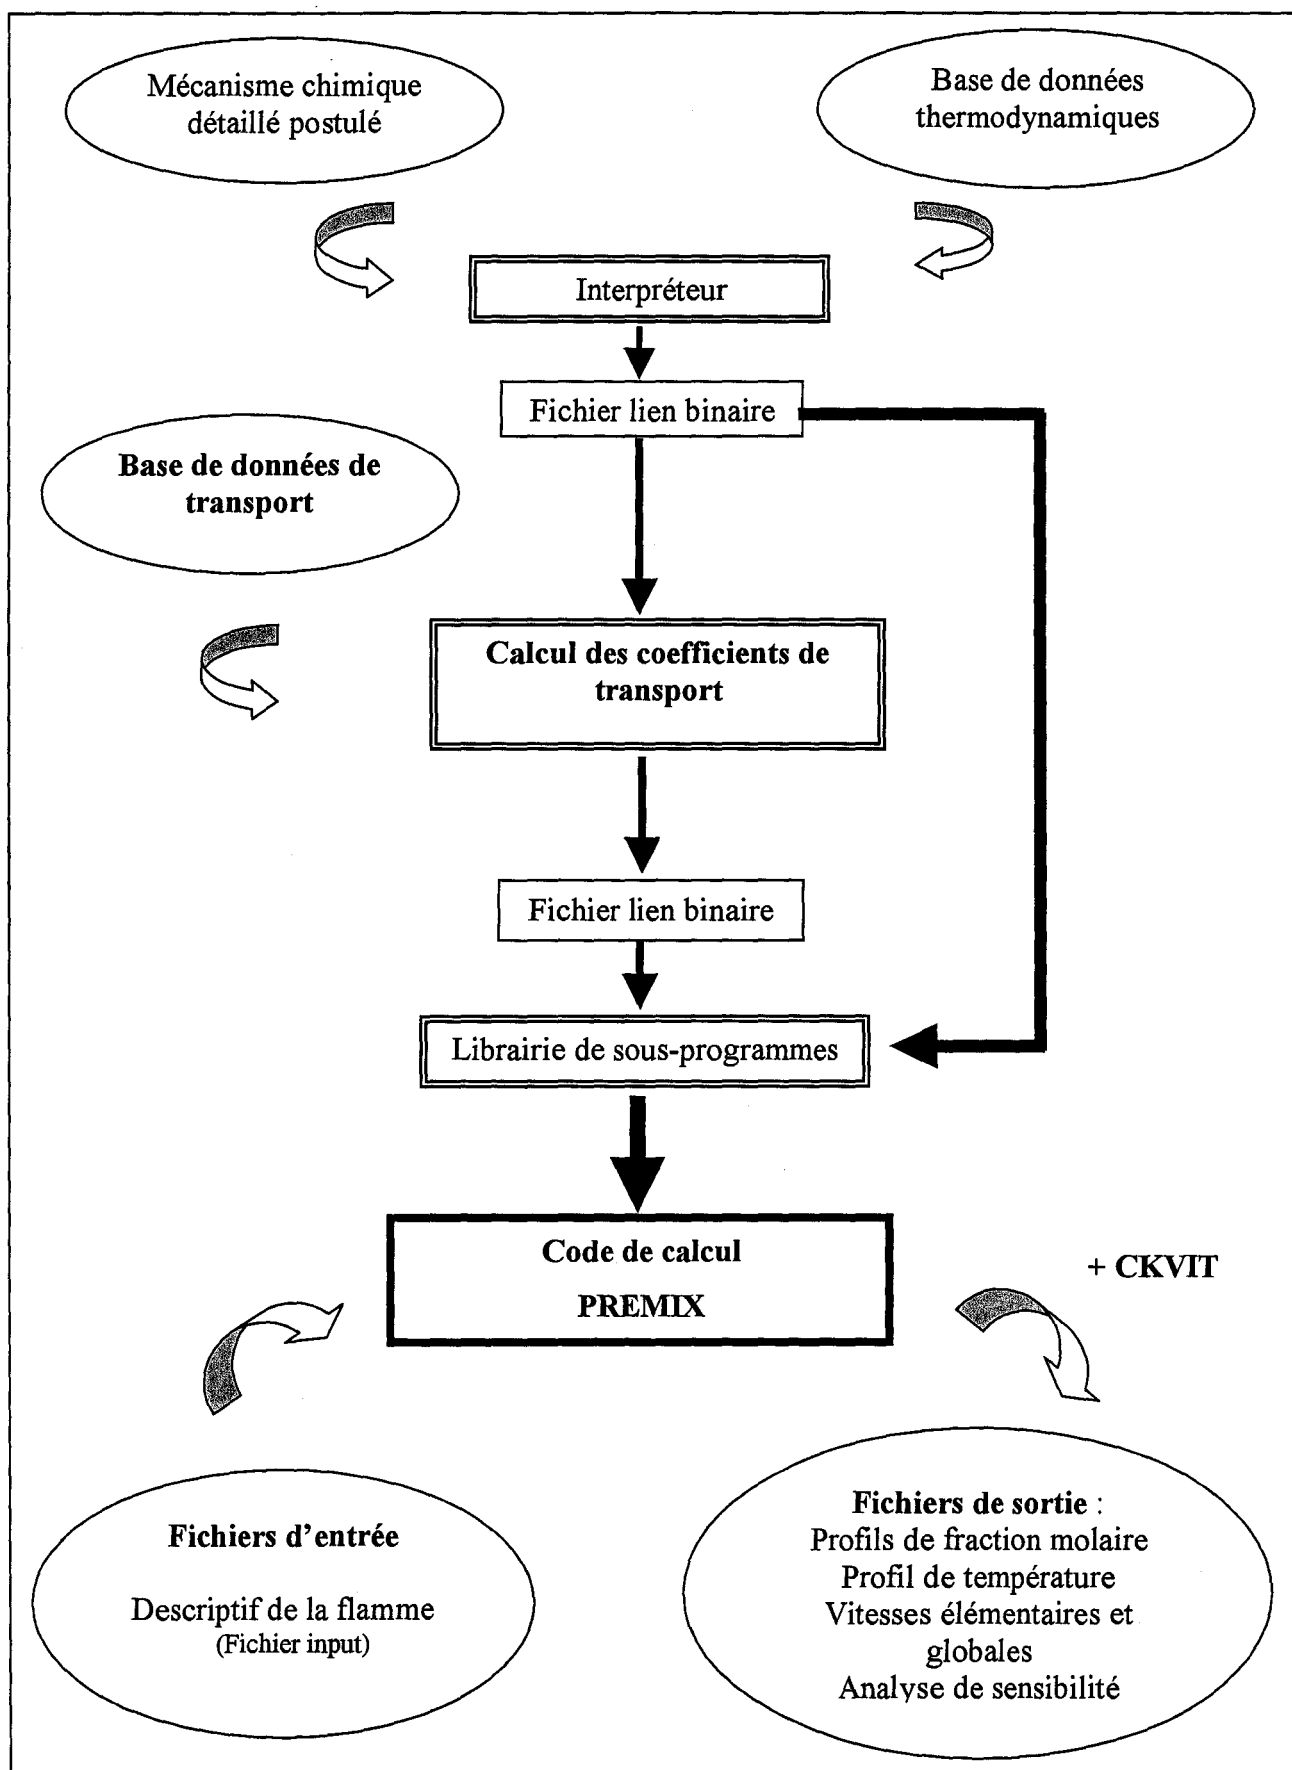 Mécanisme chimique
détaillé postulé
Base de données
thermodynamiques
Interpréteur
Fichier lien binaire
Base de données de
transport
Calcul des coefficients de
transport
Fichier lien binaire
Librairie de sous-programmes
Code de calcul
PREMIX
+ CKVIT
Fichiers d'entrée
Descriptif de la flamme
(Fichier input)
Fichiers de sortie :
Profils de fraction molaire
Profil de température
Vitesses élémentaires et
globales
Analyse de sensibilité